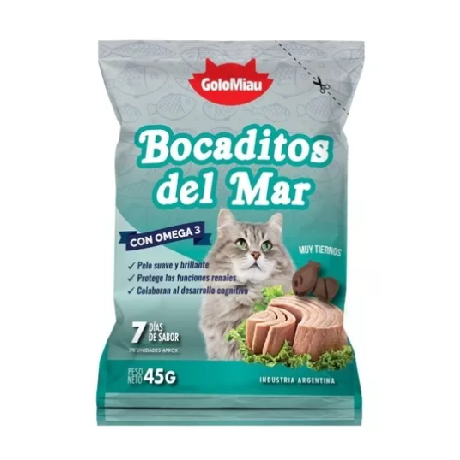 GoloMiau
Bocaditos
del Mar
CON OMEGA 3
✓ Pelo suave y brillante
✓ Protege las funciones renales
✓ Colaboran al desarrollo cognitivo
MUY TIERNOS
7 DÍAS
DE SABOR
PESO
NETO 45G
INDUSTRIA ARGENTINA